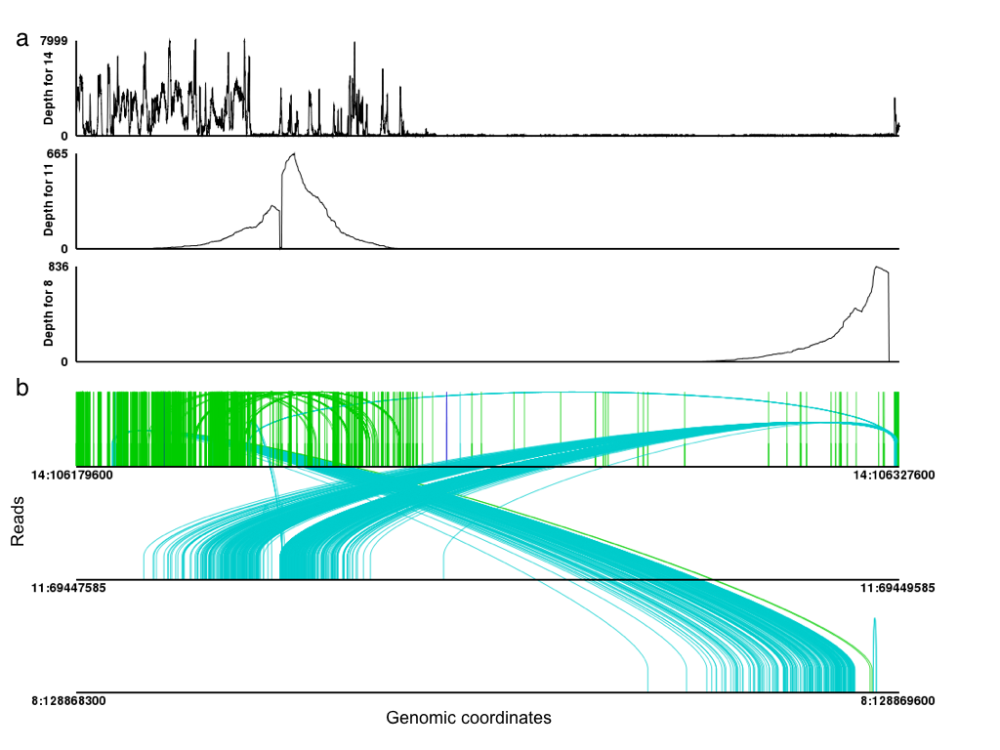 a
7999
Depth for 14
0
665
Depth for 11
0
836
Depth for 8
0
b
14:106179600 14:106327600
Reads
11:69447585 11:69449585
8:128868300 8:128869600
Genomic coordinates